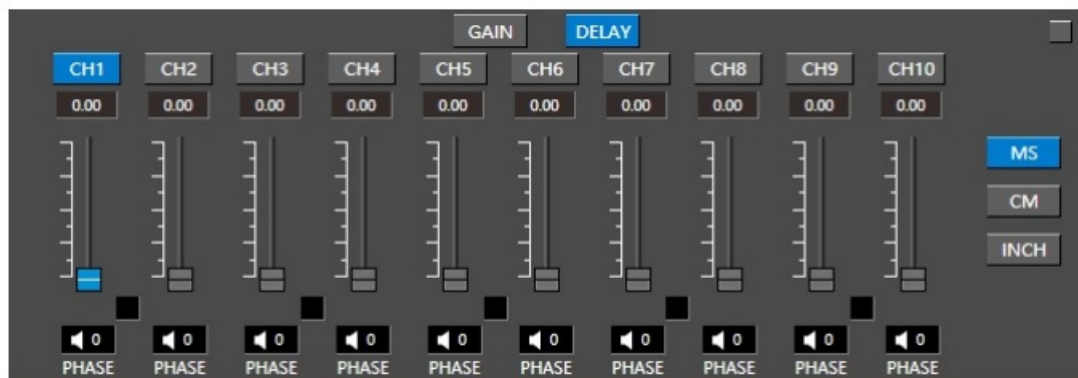 GAIN DELAY
CH1 CH2 CH3 CH4 CH5 CH6 CH7 CH8 CH9 CH10
0.00 0.00 0.00 0.00 0.00 0.00 0.00 0.00 0.00 0.00
MS
CM
INCH
0 0 0 0 0 0 0 0 0 0
PHASE PHASE PHASE PHASE PHASE PHASE PHASE PHASE PHASE PHASE